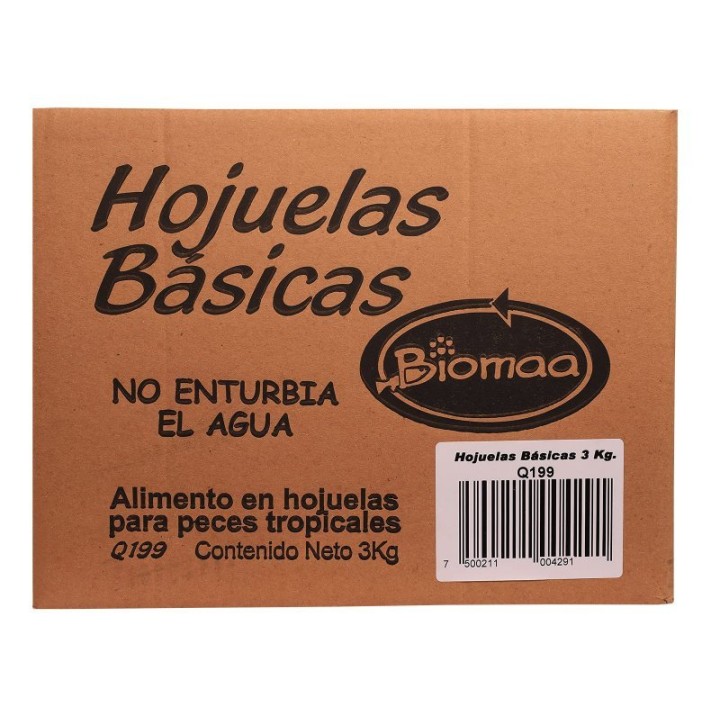 Hojuelas
Básicas
Biomaa
NO ENTURBIA
EL AGUA
Hojuelas Básicas 3 Kg.
Q199
7 500211 004291
Alimento en hojuelas
para peces tropicales
Q199 Contenido Neto 3Kg